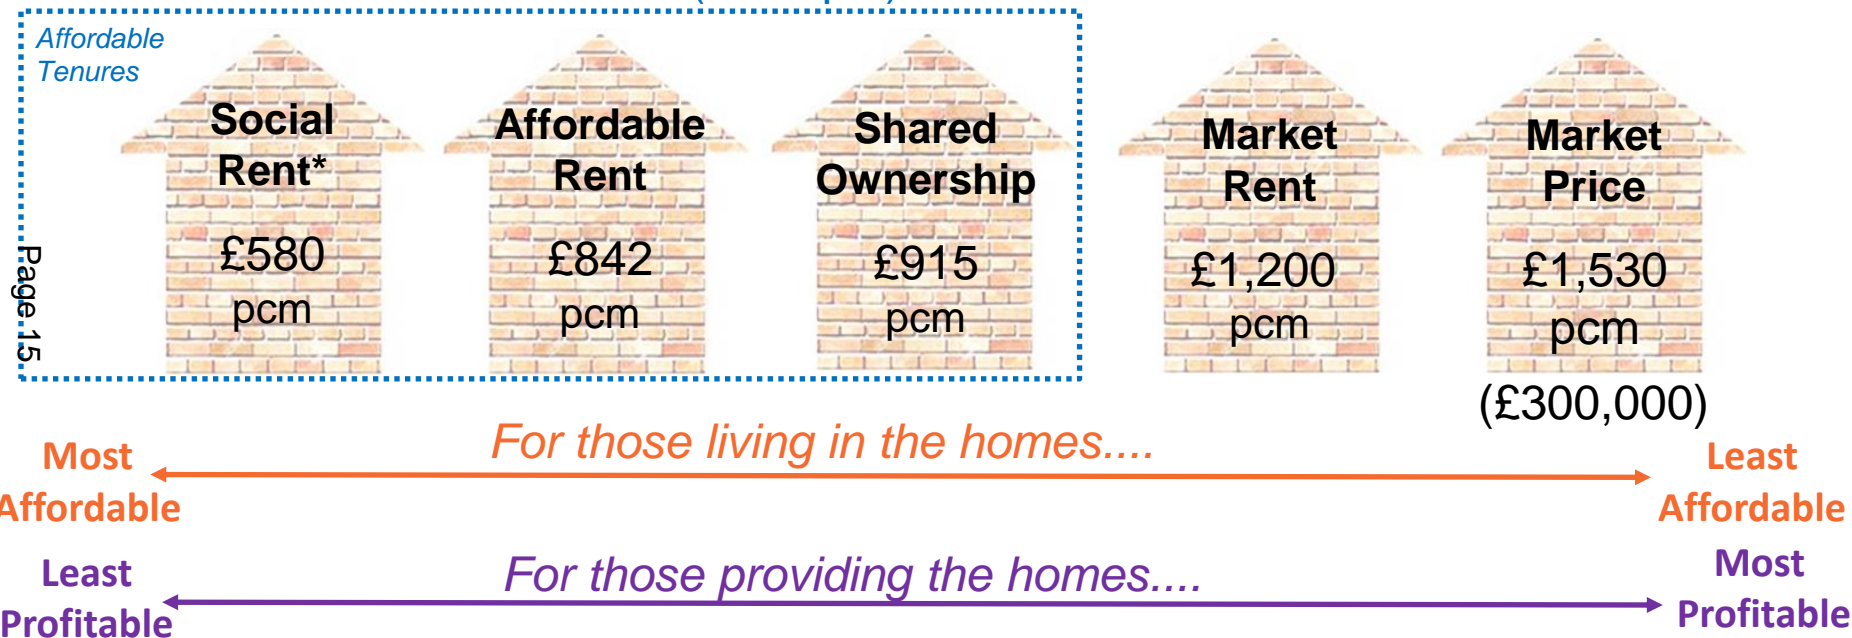 Affordable
Tenures
Social
Rent*
£580
pcm
Affordable
Rent
£842
pcm
Shared
Ownership
£915
pcm
Market
Rent
£1,200
pcm
Market
Price
£1,530
pcm
(£300,000)
Page 15
For those living in the homes....
Most
Affordable
Least
Affordable
For those providing the homes....
Least
Profitable
Most
Profitable